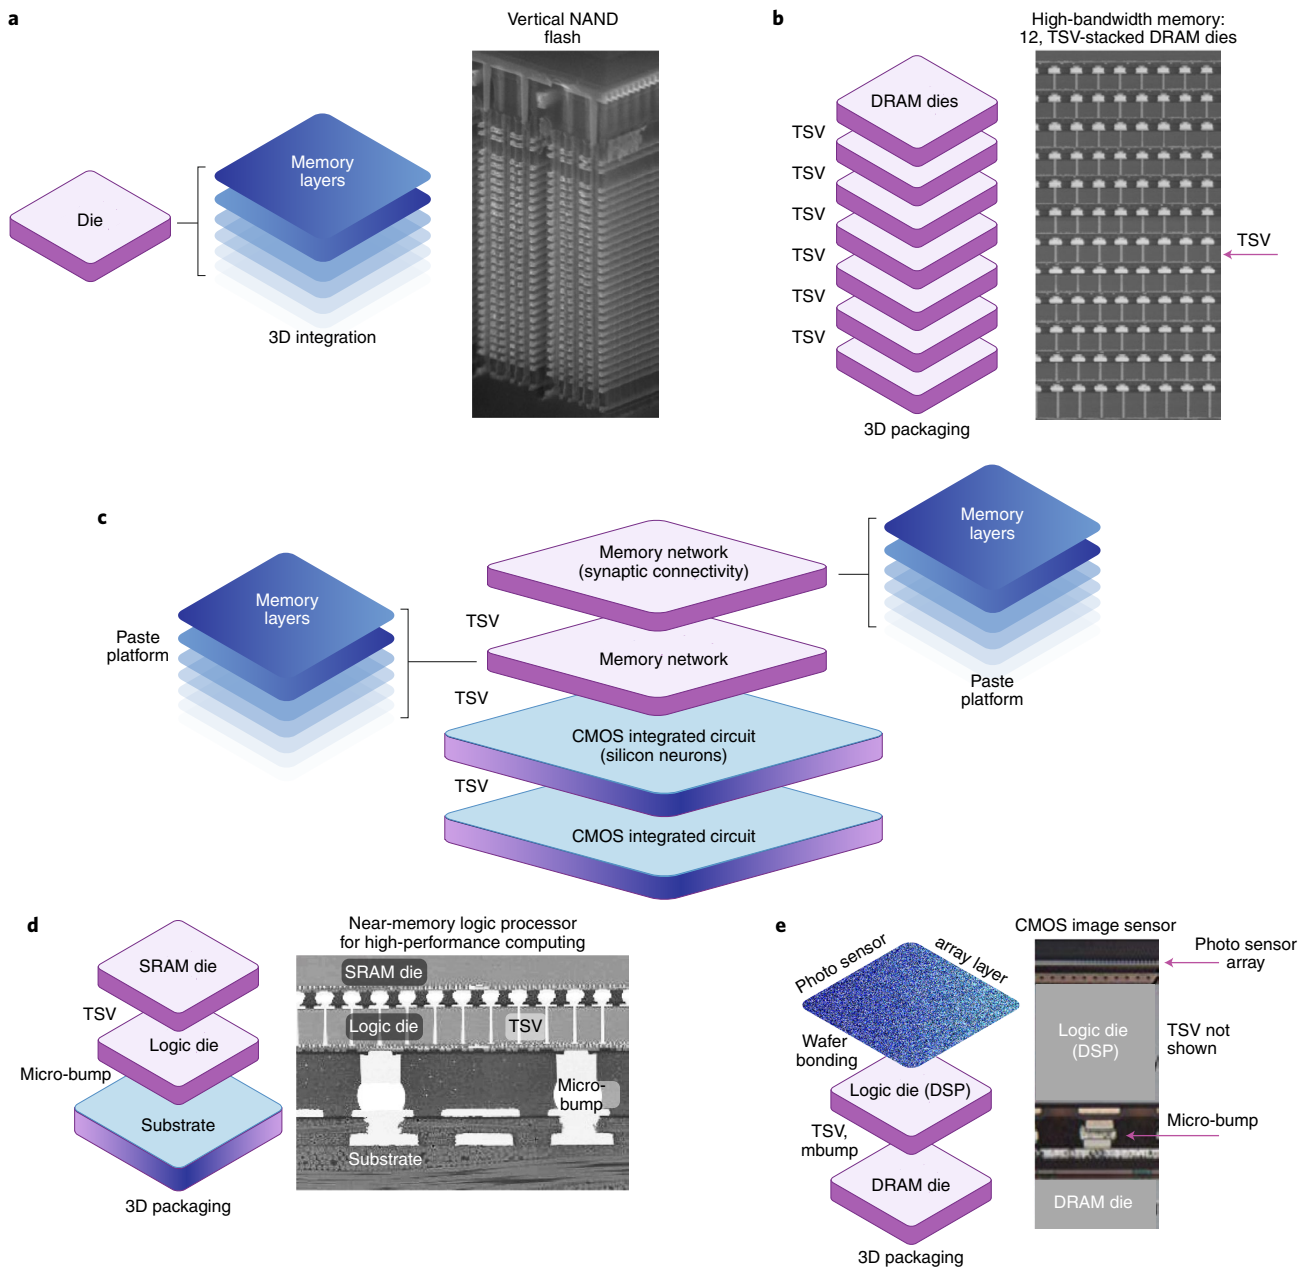 a
Vertical NAND
flash
Die
Memory
layers
3D integration
b
High-bandwidth memory:
12, TSV-stacked DRAM dies
DRAM dies
TSV
TSV
TSV
TSV
TSV
TSV
TSV
3D packaging
c
Memory
layers
Paste
platform
Memory network
(synaptic connectivity)
TSV
Memory network
TSV
CMOS integrated circuit
(silicon neurons)
TSV
CMOS integrated circuit
Memory
layers
Paste
platform
d
Near-memory logic processor
for high-performance computing
SRAM die
TSV
Logic die
Micro-bump
Substrate
3D packaging
SRAM die
Logic die
TSV
Micro-
bump
Substrate
e
CMOS image sensor
Photo sensor
array layer
Wafer
bonding
Logic die (DSP)
TSV,
mbump
DRAM die
3D packaging
Photo sensor
array
Logic die
(DSP)
TSV not
shown
Micro-bump
DRAM die